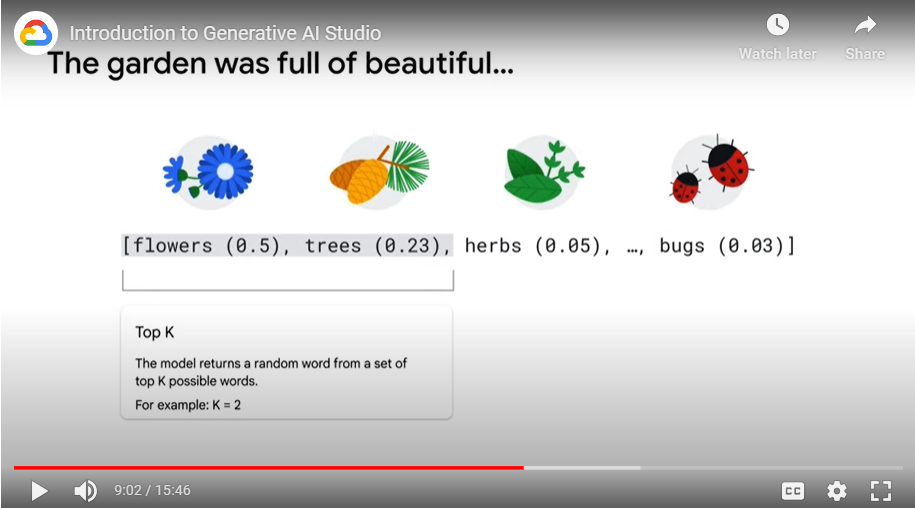 Introduction to Generative AI Studio
Watch later
Share
The garden was full of beautiful...
[flowers (0.5), trees (0.23), herbs (0.05), …, bugs (0.03)]
Top K
The model returns a random word from a set of
top K possible words.
For example: K = 2
9:02 / 15:46
CC